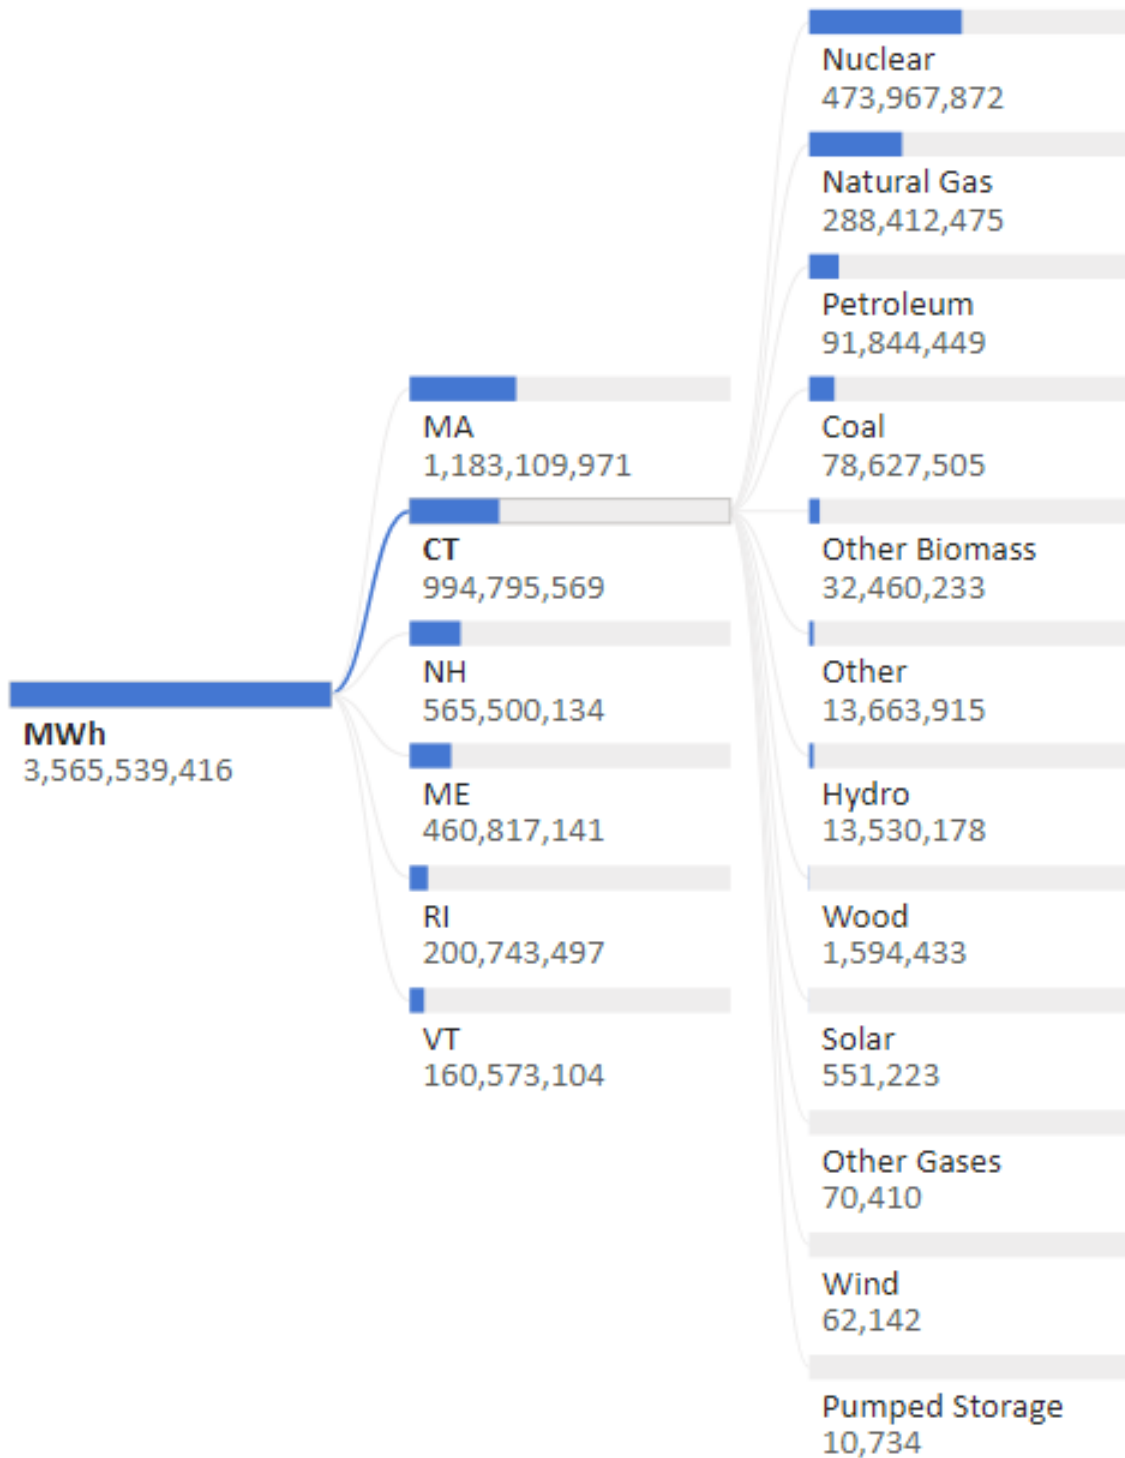 MWh
3,565,539,416
MA
1,183,109,971
CT
994,795,569
NH
565,500,134
ME
460,817,141
RI
200,743,497
VT
160,573,104
Nuclear
473,967,872
Natural Gas
288,412,475
Petroleum
91,844,449
Coal
78,627,505
Other Biomass
32,460,233
Other
13,663,915
Hydro
13,530,178
Wood
1,594,433
Solar
551,223
Other Gases
70,410
Wind
62,142
Pumped Storage
10,734